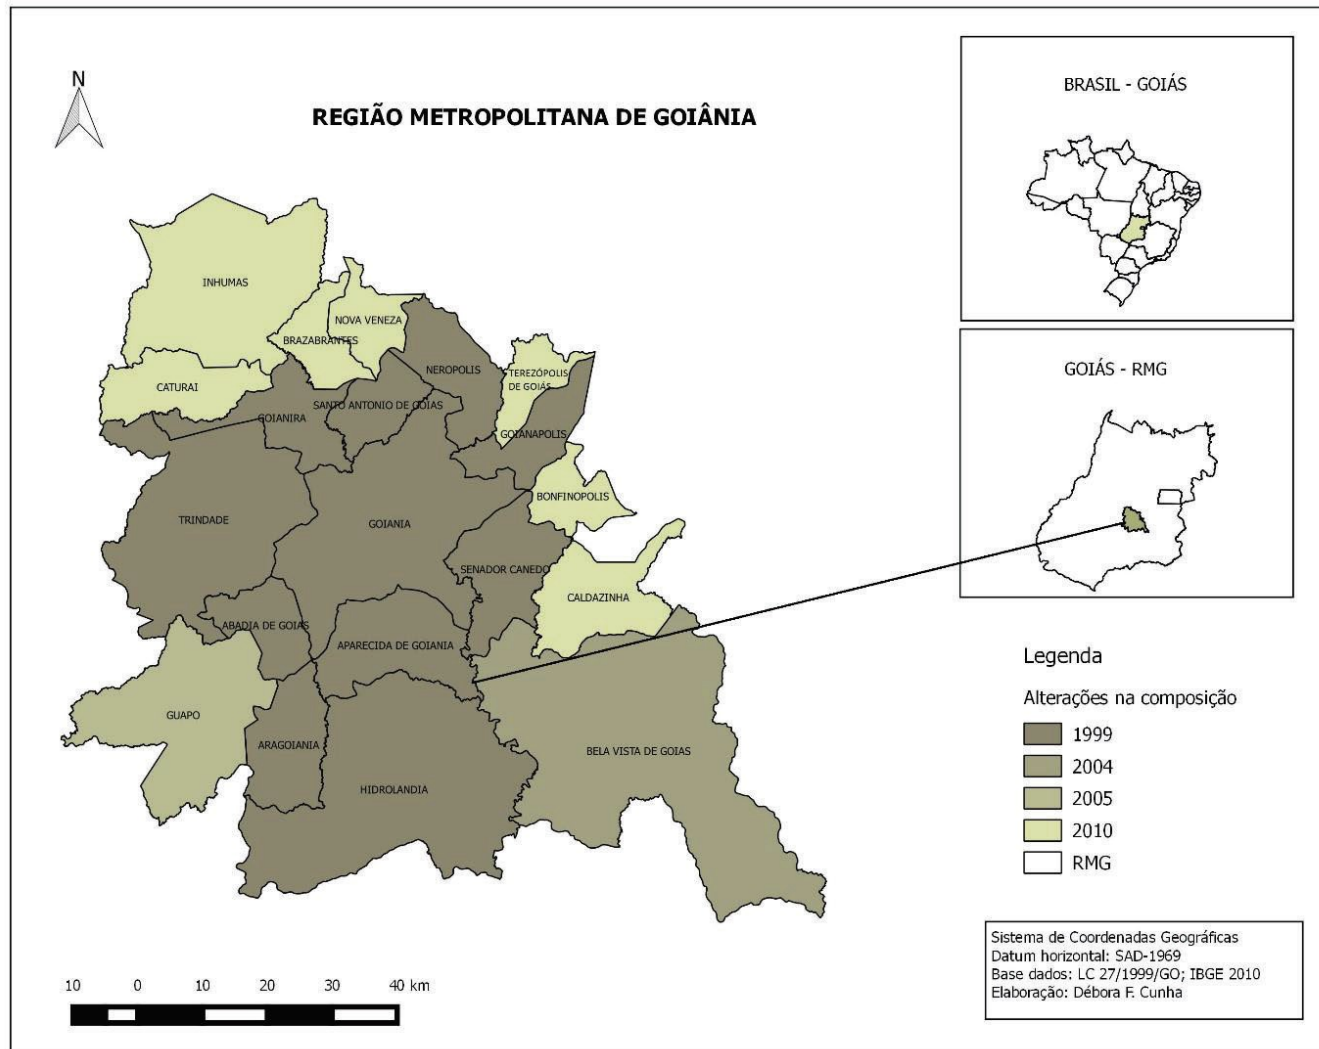 N
REGIÃO METROPOLITANA DE GOIÂNIA
BRASIL - GOIÁS
GOIÁS - RMG
INHUMAS
NOVA VENEZA
BRAZABRANTES
CATURAI
NEROPOLIS
TEREZÓPOLIS
DE GOIÁS
SANTO ANTONIO DE GOIAS
GOIANIRA
GOIANAPOLIS
BONFINOPOLIS
TRINDADE
GOIANIA
SENADOR CANEDO
CALDAZINHA
ABADIA DE GOIAS
APARECIDA DE GOIANIA
GUAPO
ARAGOIANIA
BELA VISTA DE GOIAS
HIDROLANDIA
Legenda
Alterações na composição
1999
2004
2005
2010
RMG
Sistema de Coordenadas Geográficas
Datum horizontal: SAD-1969
Base dados: LC 27/1999/GO; IBGE 2010
Elaboração: Débora F. Cunha
10 0 10 20 30 40 km